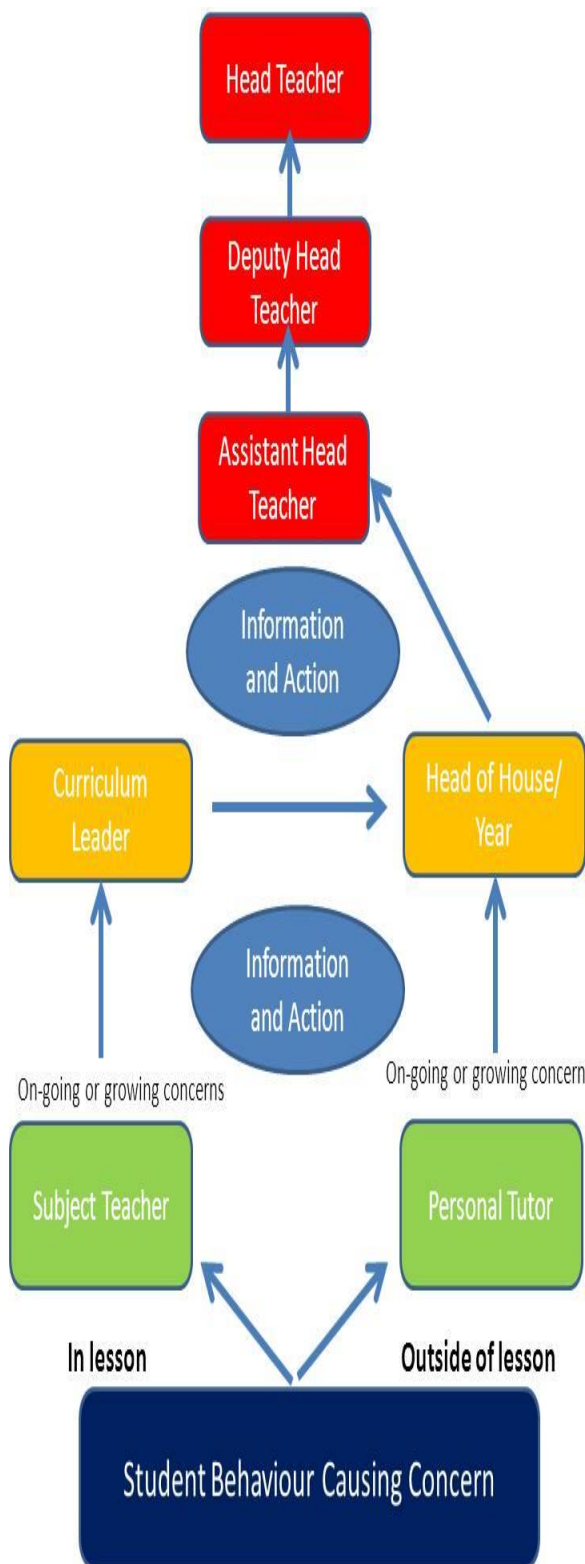 Head Teacher
Deputy Head
Teacher
Assistant Head
Teacher
Information
and Action
Curriculum
Leader
Head of House/
Year
Information
and Action
On-going or growing concerns
On-going or growing concern
Subject Teacher
Personal Tutor
In lesson
Outside of lesson
Student Behaviour Causing Concern